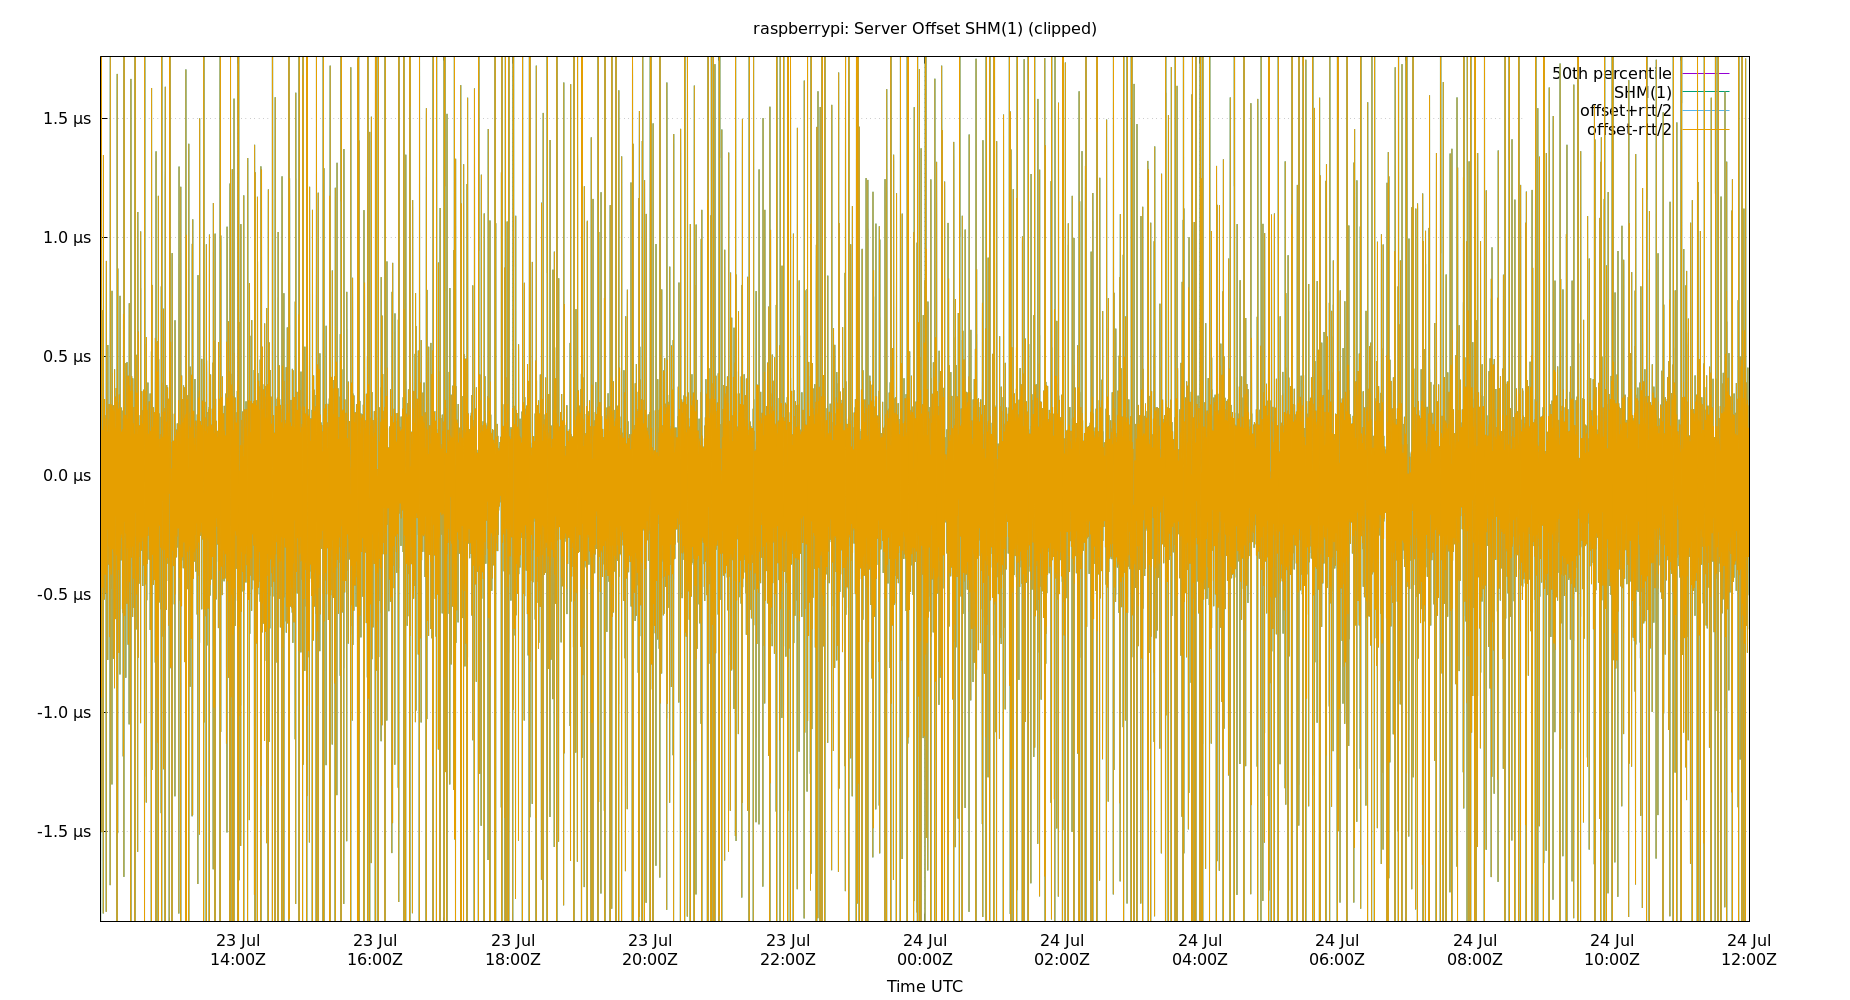 raspberrypi: Server Offset SHM(1) (clipped)
50th percentile
SHM(1)
offset+rtt/2
offset-rtt/2
1.5 µs
1.0 µs
0.5 µs
0.0 µs
-0.5 µs
-1.0 µs
-1.5 µs
23 Jul 23 Jul 23 Jul 23 Jul 23 Jul 24 Jul 24 Jul 24 Jul 24 Jul 24 Jul 24 Jul 24 Jul
14:00Z 16:00Z 18:00Z 20:00Z 22:00Z 00:00Z 02:00Z 04:00Z 06:00Z 08:00Z 10:00Z 12:00Z
Time UTC